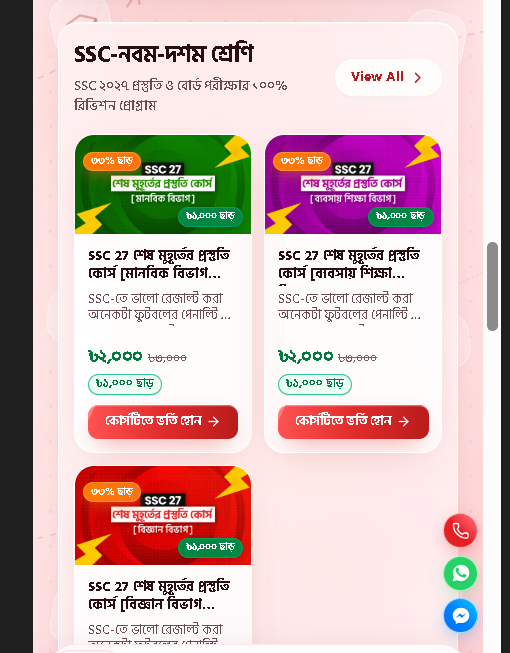 SSC-নবম-দশম শ্রেণি
SSC ২০২৭ প্রস্তুতি ও বোর্ড পরীক্ষার ১০০%
রিভিশন প্রোগ্রাম
View All
৩৩% ছাড়
SSC 27
শেষ মুহূর্তের প্রস্তুতি কোর্স
[মানবিক বিভাগ]
৳১,০০০ ছাড়
SSC 27 শেষ মুহূর্তের প্রস্তুতি
কোর্স [মানবিক বিভাগ...
SSC-তে ভালো রেজাল্ট করা
অনেকটা ফুটবলের পেনাল্টি ...
৳২,০০০ ৳৩,০০০
৳১,০০০ ছাড়
কোর্সটিতে ভর্তি হোন
৩৩% ছাড়
SSC 27
শেষ মুহূর্তের প্রস্তুতি কোর্স
[ব্যবসায় শিক্ষা বিভাগ]
৳১,০০০ ছাড়
SSC 27 শেষ মুহূর্তের প্রস্তুতি
কোর্স [ব্যবসায় শিক্ষা...
SSC-তে ভালো রেজাল্ট করা
অনেকটা ফুটবলের পেনাল্টি ...
৳২,০০০ ৳৩,০০০
৳১,০০০ ছাড়
কোর্সটিতে ভর্তি হোন
৩৩% ছাড়
SSC 27
শেষ মুহূর্তের প্রস্তুতি কোর্স
[বিজ্ঞান বিভাগ]
৳১,০০০ ছাড়
SSC 27 শেষ মুহূর্তের প্রস্তুতি
কোর্স [বিজ্ঞান বিভাগ...
SSC-তে ভালো রেজাল্ট করা